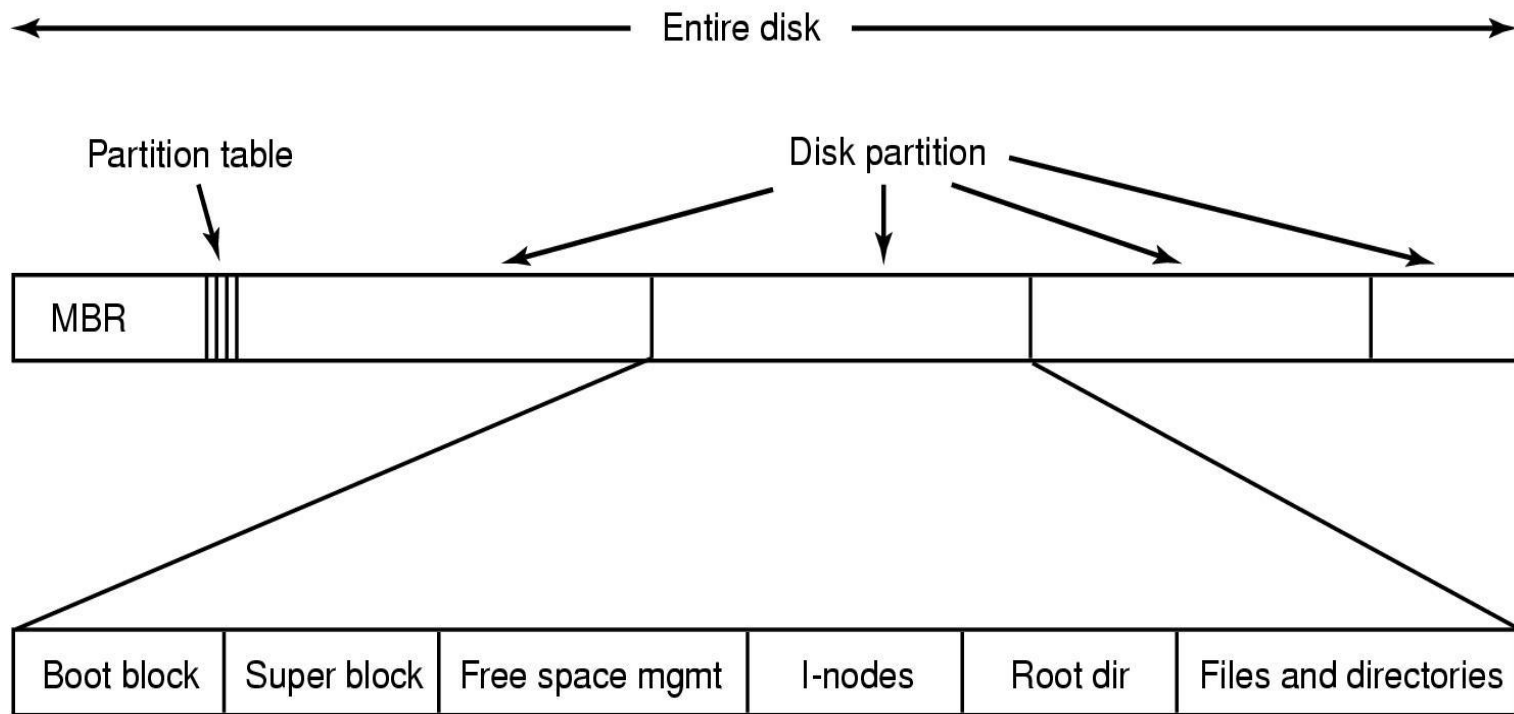 Entire disk
Partition table
Disk partition
MBR
Boot block
Super block
Free space mgmt
I-nodes
Root dir
Files and directories